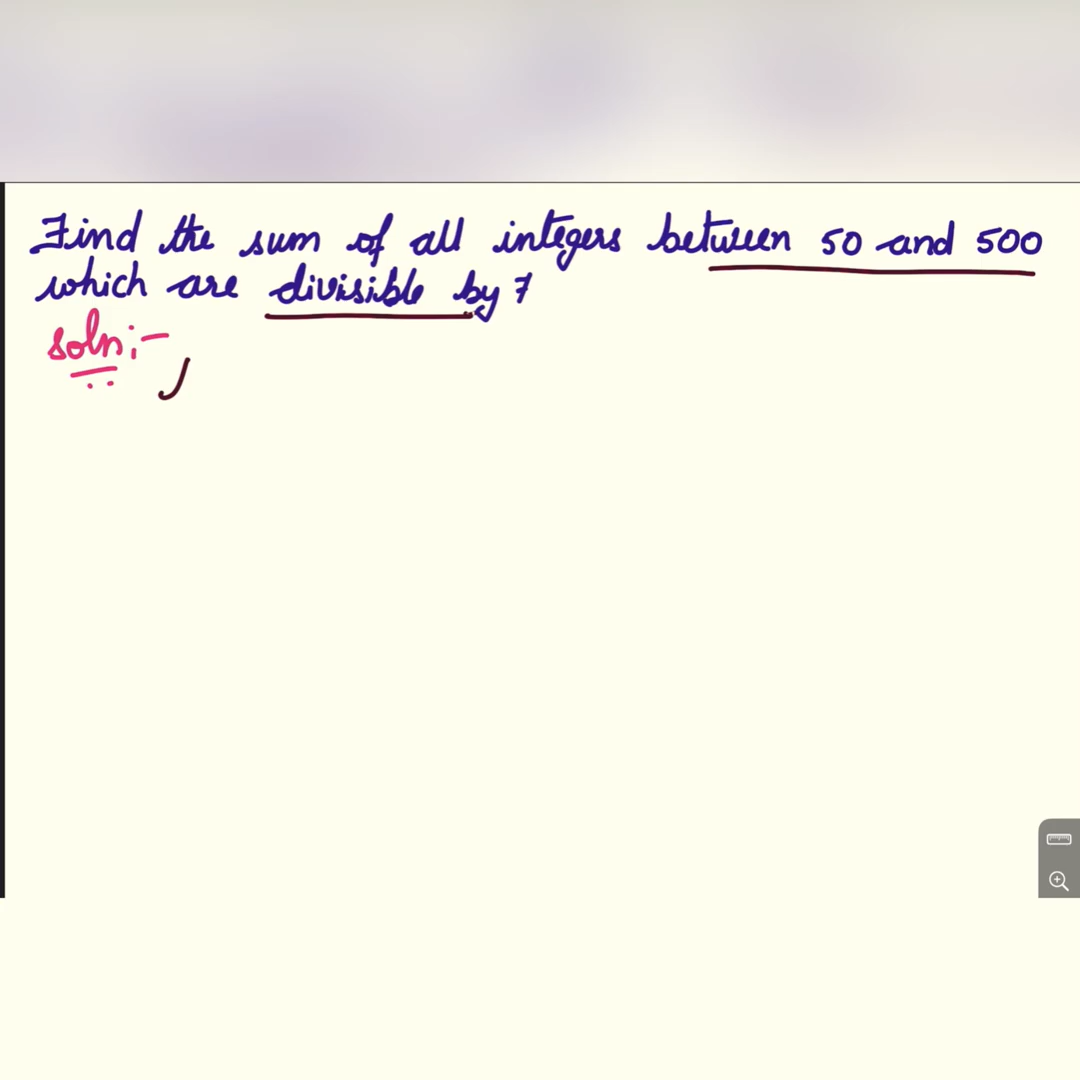 Find the sum of all integers between 50 and 500
which are divisible by 7
soln:-